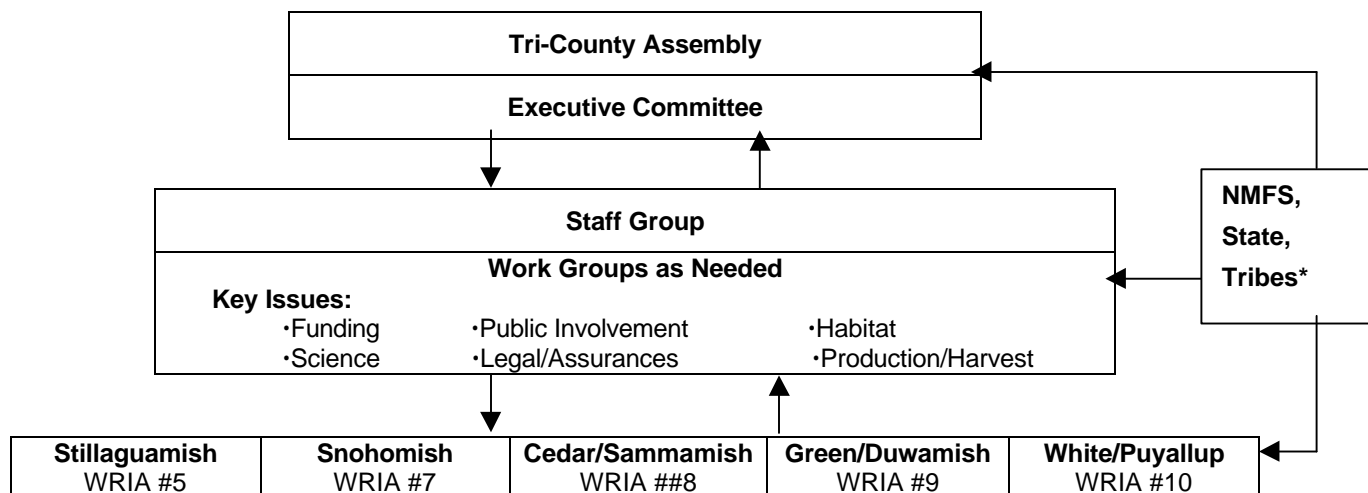 Tri-County Assembly
Executive Committee
Staff Group
Work Groups as Needed
Key Issues:
·Funding ·Public Involvement ·Habitat
·Science ·Legal/Assurances ·Production/Harvest
NMFS,
State,
Tribes*
Stillaguamish Snohomish Cedar/Sammamish Green/Duwamish White/Puyallup
WRIA #5 WRIA #7 WRIA ##8 WRIA #9 WRIA #10